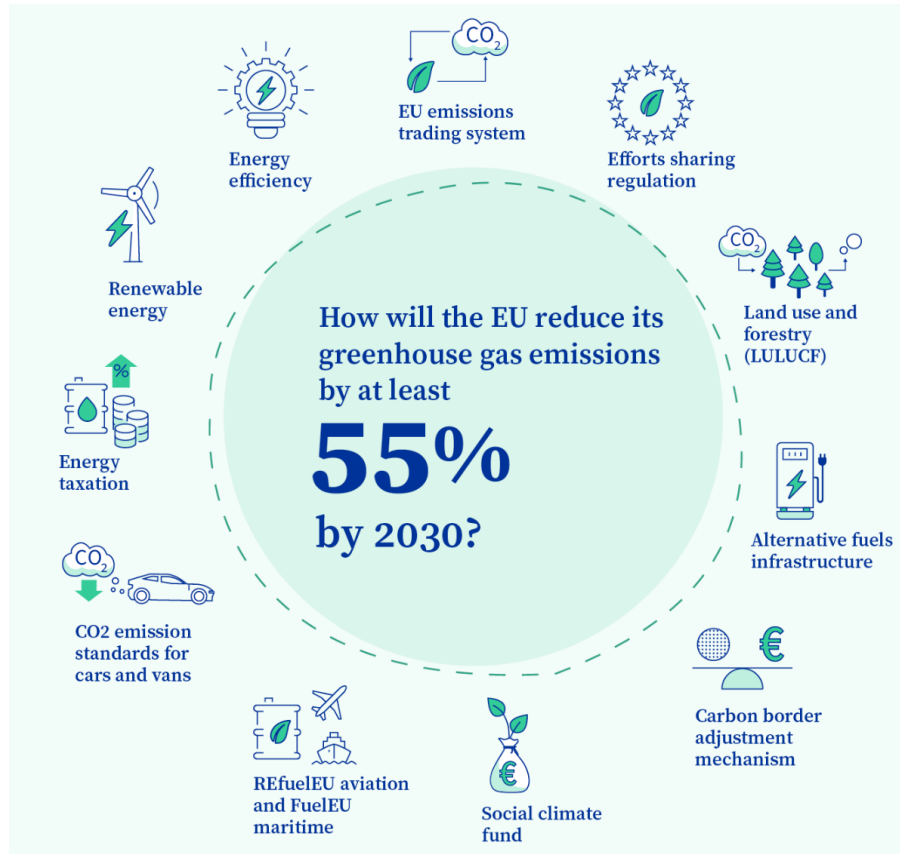 CO2
EU emissions
trading system
Efforts sharing
regulation
CO2
Land use and
forestry
(LULUCF)
Alternative fuels
infrastructure
€
Carbon border
adjustment
mechanism
€
Social climate
fund
REfuelEU aviation
and FuelEU
maritime
CO2
CO2 emission
standards for
cars and vans
%
Energy
taxation
Renewable
energy
Energy
efficiency
How will the EU reduce its
greenhouse gas emissions
by at least
55%
by 2030?